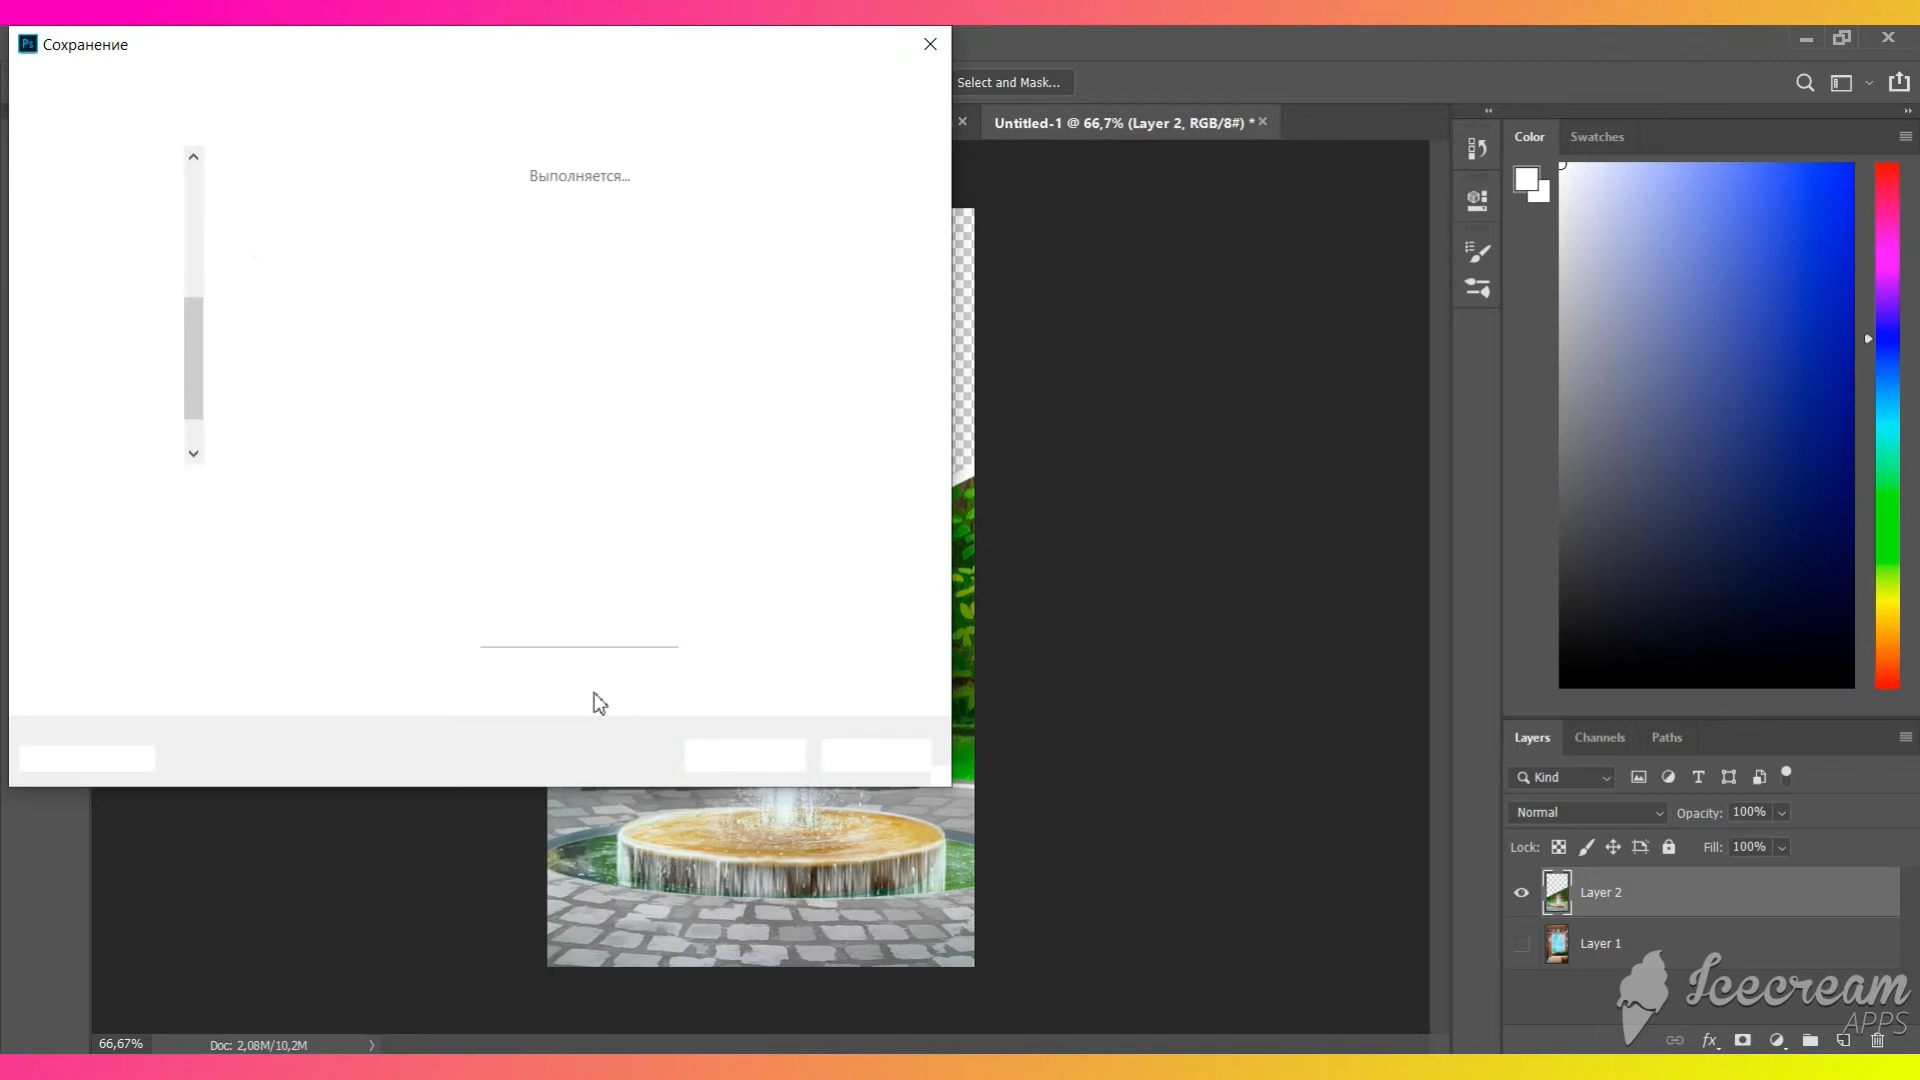 Ps Сохранение
Select and Mask...
Untitled-1 @ 66,7% (Layer 2, RGB/8#) *
Выполняется...
Color
Swatches
Layers
Channels
Paths
Kind
Normal
Opacity: 100%
Lock:
Fill: 100%
Layer 2
Layer 1
fx
66,67%
Doc: 2,08M/10,2M
Icecream
APPS